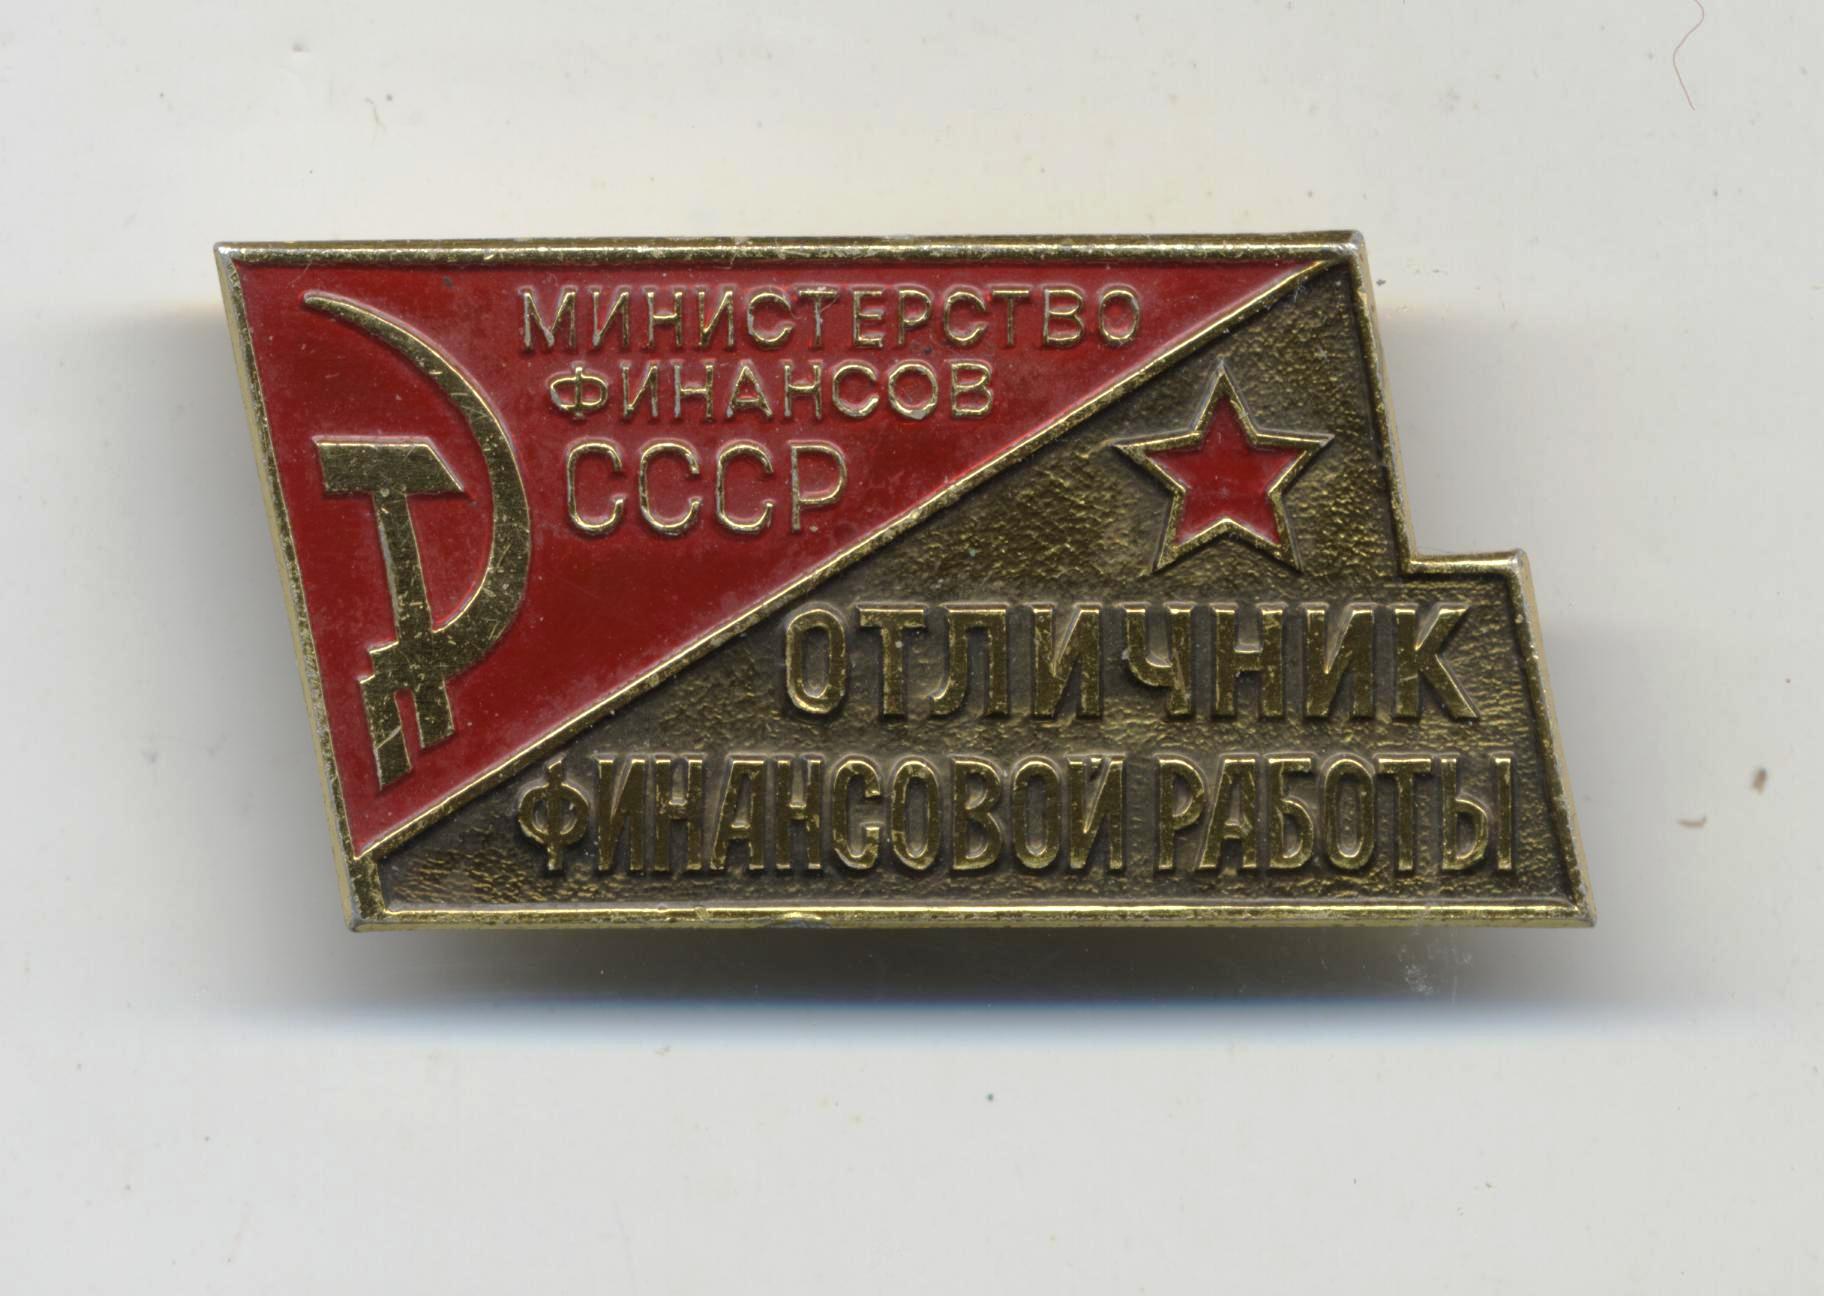 МИНИСТЕРСТВО
ФИНАНСОВ
СССР
ОТЛИЧНИК
ФИНАНСОВОЙ РАБОТЫ